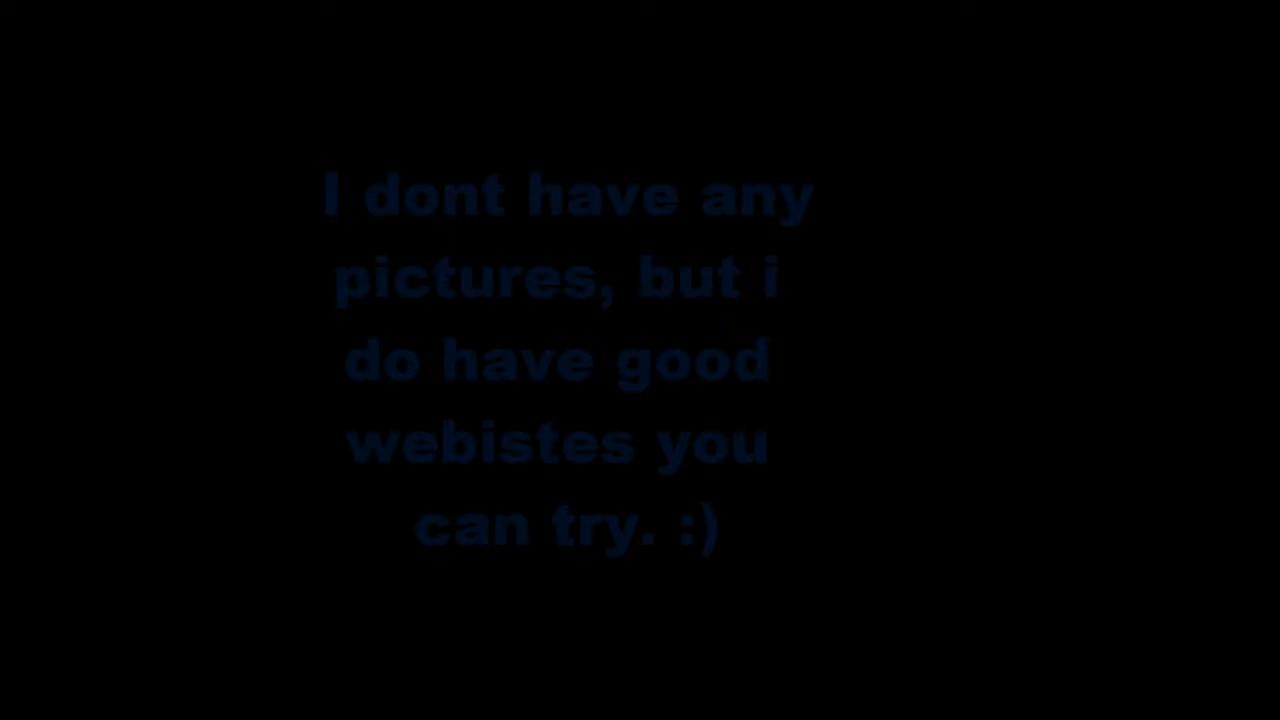 I dont have any
pictures, but i
do have good
webistes you
can try. :)